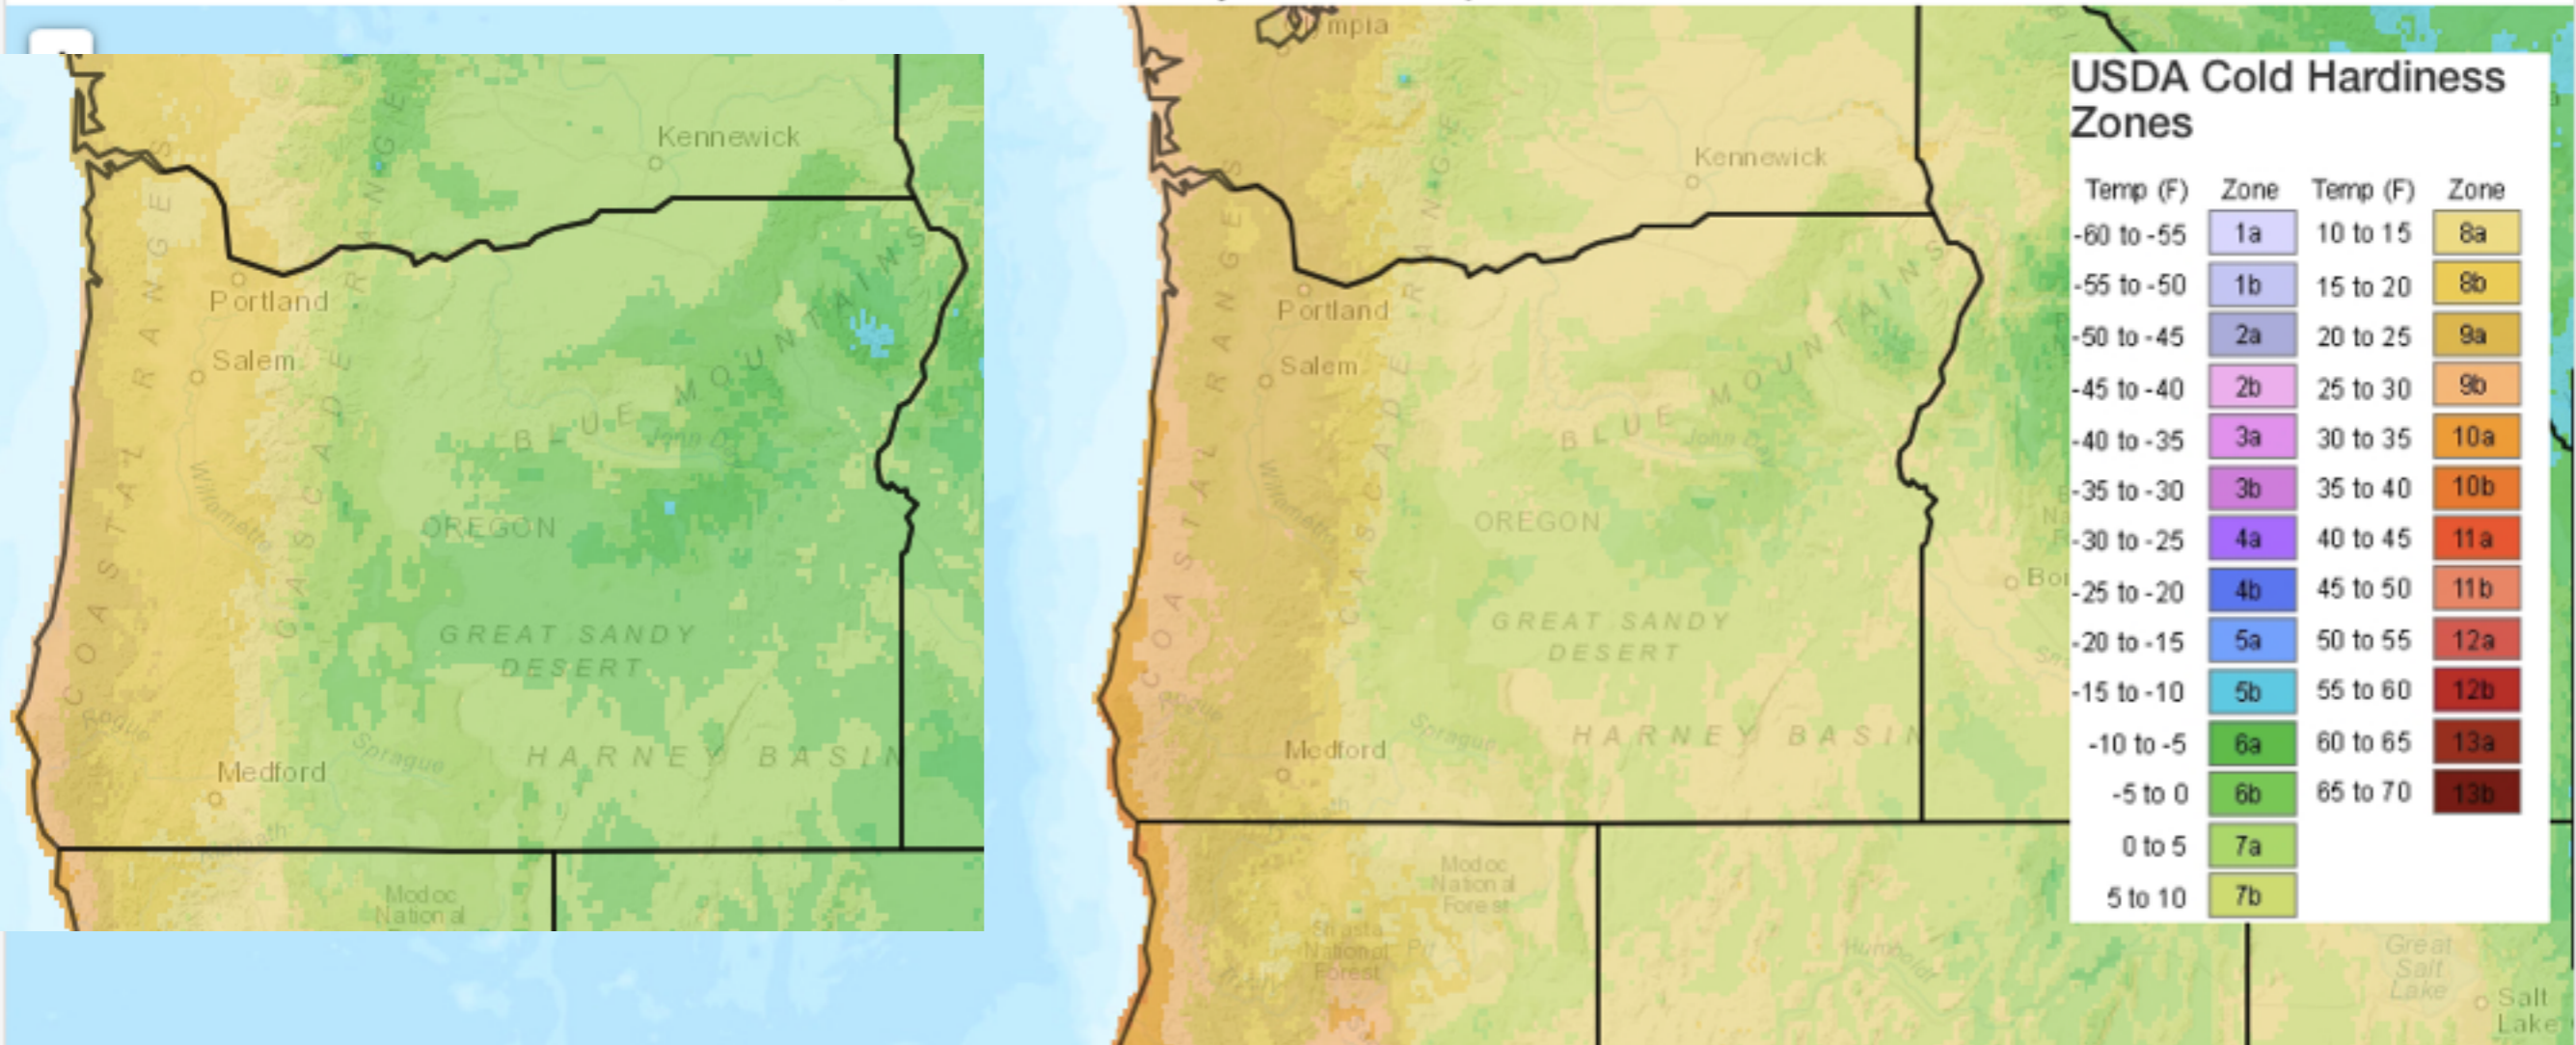 Kennewick
COASTAL RANGES
CASCADE RANGE
Portland
Salem
Willamette
BLUE MOUNTAINS
John D
OREGON
GREAT SANDY
DESERT
HARNEY BASIN
Rogue
Sprague
Medford
Klamath
Modoc
National
lympia
Kennewick
COASTAL RANGES
CASCADE RANGE
Portland
Salem
Willamette
BLUE MOUNTAINS
John D
OREGON
GREAT SANDY
DESERT
HARNEY BASIN
Rogue
Sprague
Medford
ath
Modoc
National
Forest
Shasta
National
Forest
Pit
Humboldt
Boi
Great
Salt
Lake
Salt
Lake
USDA Cold Hardiness
Zones
Temp (F) Zone Temp (F) Zone
-60 to -55 1a 10 to 15 8a
-55 to -50 1b 15 to 20 8b
-50 to -45 2a 20 to 25 9a
-45 to -40 2b 25 to 30 9b
-40 to -35 3a 30 to 35 10a
-35 to -30 3b 35 to 40 10b
-30 to -25 4a 40 to 45 11a
-25 to -20 4b 45 to 50 11b
-20 to -15 5a 50 to 55 12a
-15 to -10 5b 55 to 60 12b
-10 to -5 6a 60 to 65 13a
-5 to 0 6b 65 to 70 13b
0 to 5 7a
5 to 10 7b